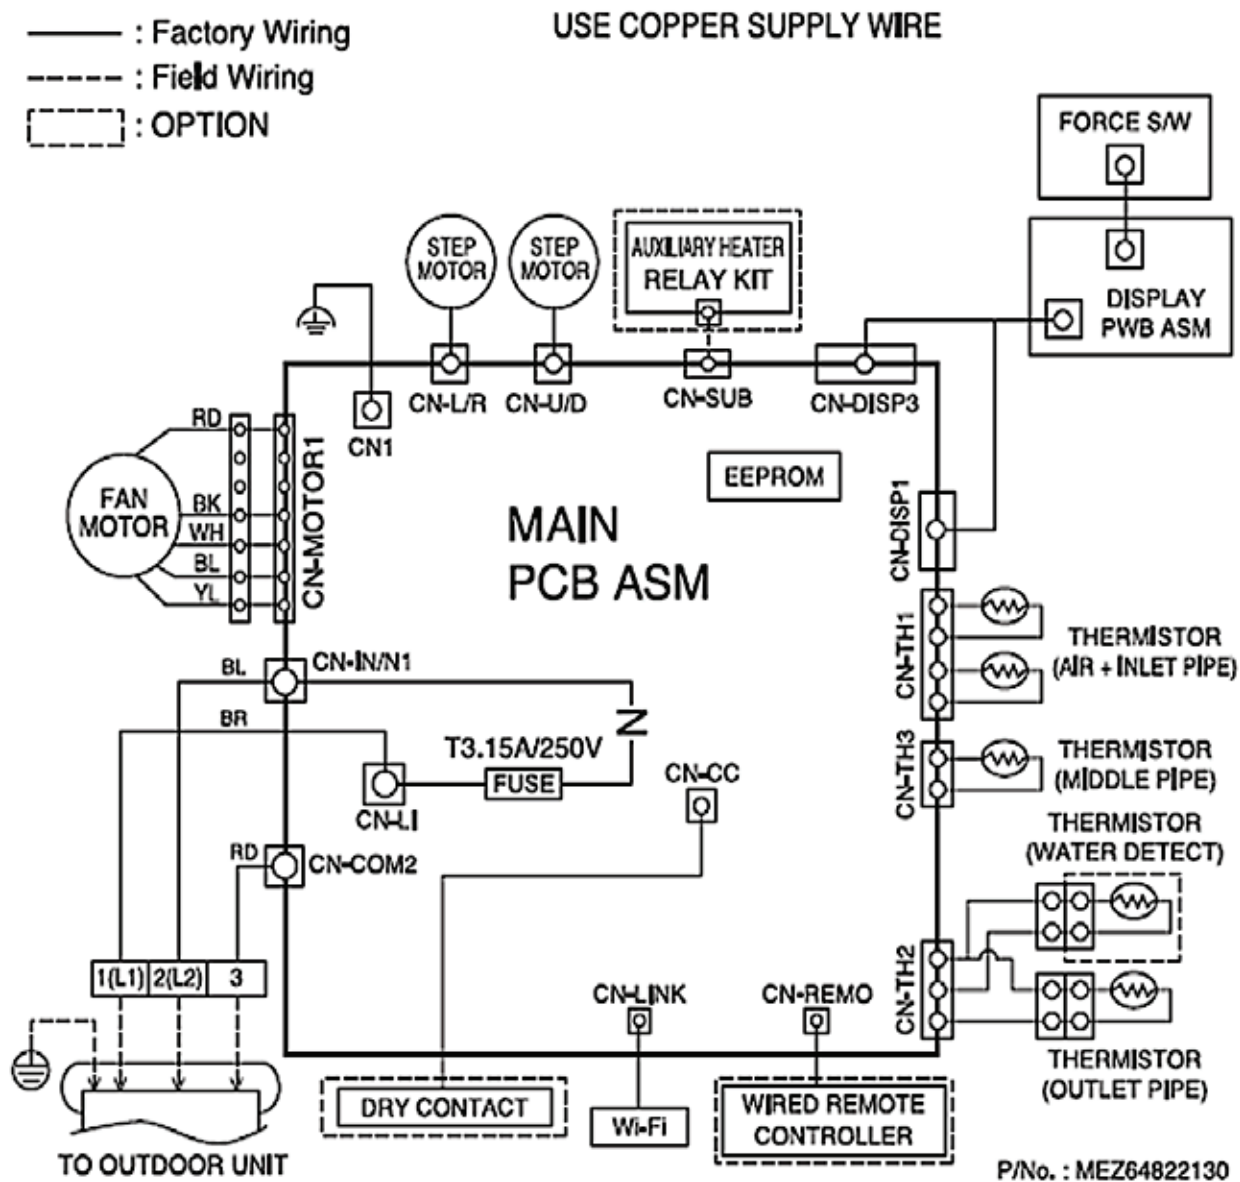 : Factory Wiring
: Field Wiring
: OPTION
USE COPPER SUPPLY WIRE
FORCE S/W
DISPLAY
PWB ASM
STEP
MOTOR
STEP
MOTOR
AUXILIARY HEATER
RELAY KIT
CN-L/R
CN-U/D
CN-SUB
CN-DISP3
CN1
RD
BK
WH
BL
YL
FAN
MOTOR
CN-MOTOR1
EEPROM
MAIN
PCB ASM
CN-DISP1
CN-TH1
THERMISTOR
(AIR + INLET PIPE)
CN-IN/N1
BL
BR
T3.15A/250V
FUSE
CN-LI
CN-CC
CN-TH3
THERMISTOR
(MIDDLE PIPE)
RD
CN-COM2
THERMISTOR
(WATER DETECT)
CN-TH2
1(L1)
2(L2)
3
CN-LINK
CN-REMO
THERMISTOR
(OUTLET PIPE)
DRY CONTACT
Wi-Fi
WIRED REMOTE
CONTROLLER
TO OUTDOOR UNIT
P/No. : MEZ64822130